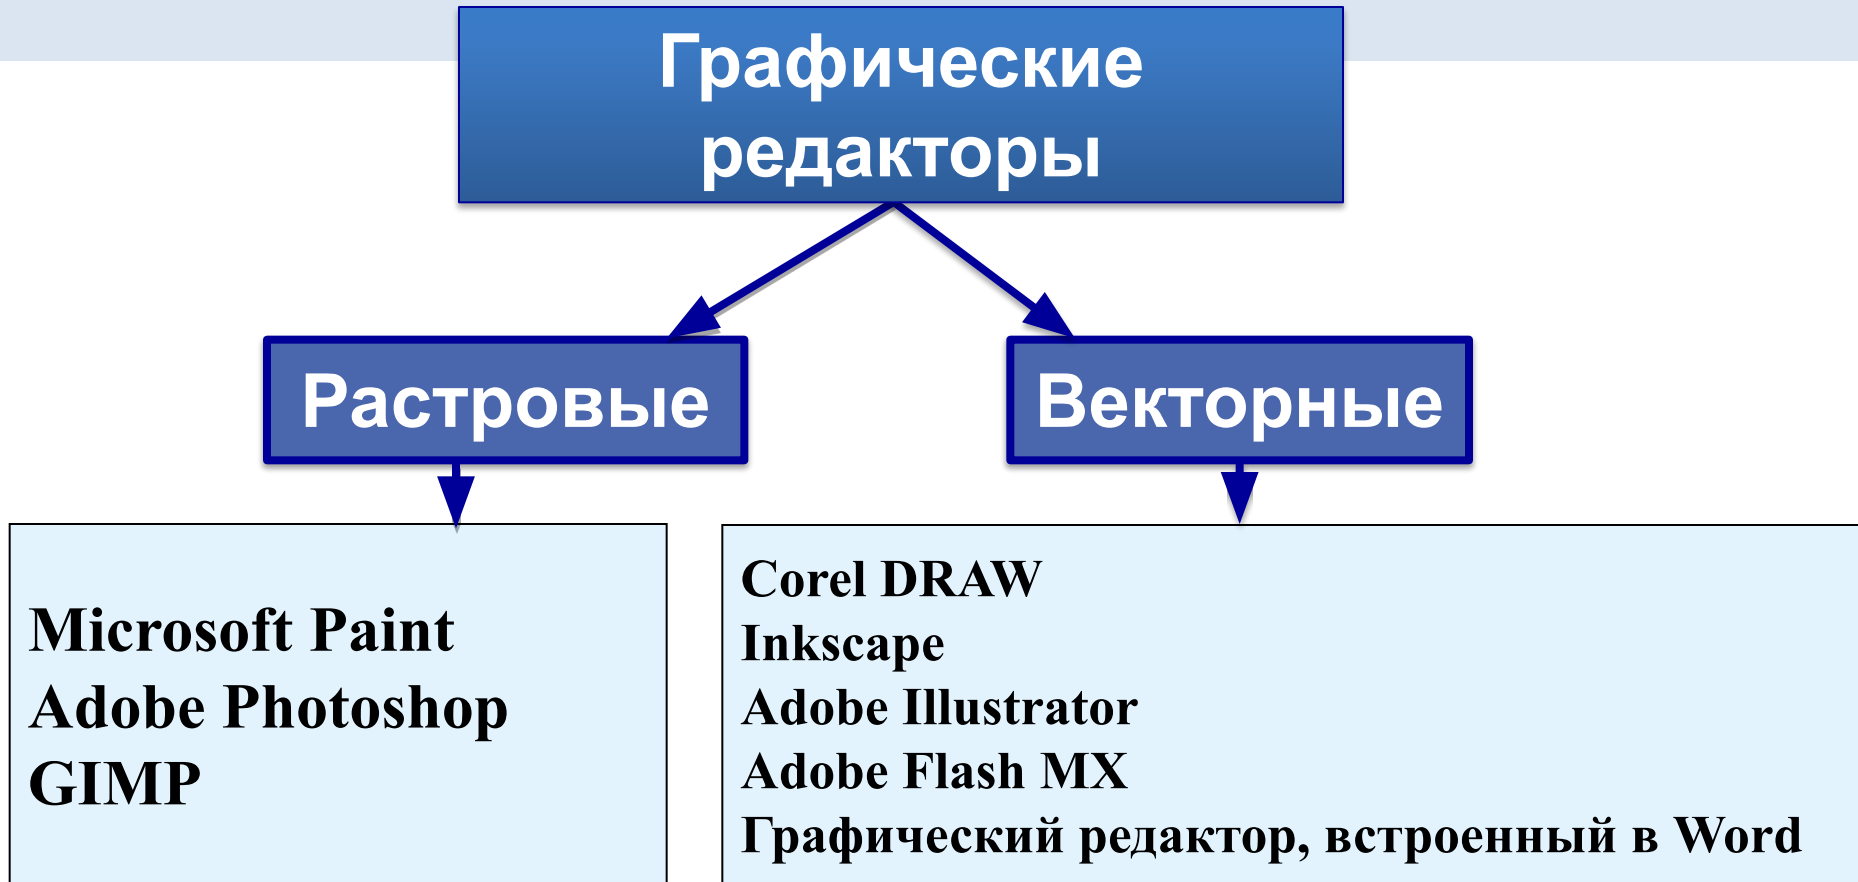 Графические
редакторы
Растровые
Векторные
Microsoft Paint
Adobe Photoshop
GIMP
Corel DRAW
Inkscape
Adobe Illustrator
Adobe Flash MX
Графический редактор, встроенный в Word